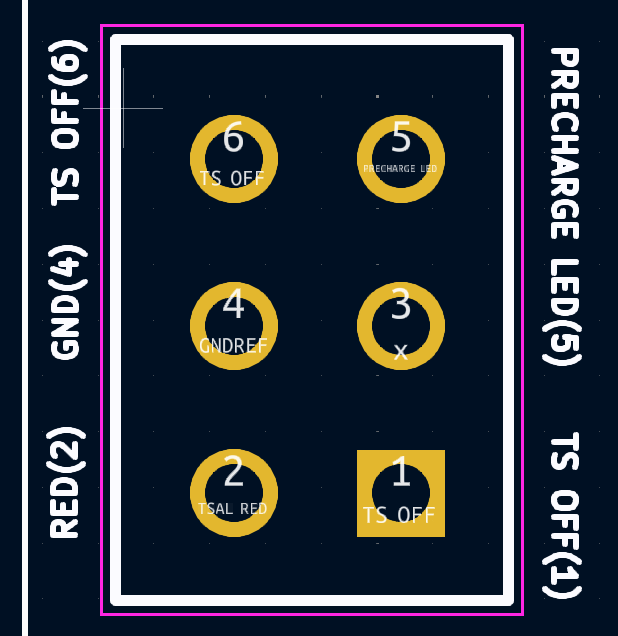 TS OFF(6)
GND(4)
RED(2)
6
TS OFF
5
PRECHARGE LED
4
GNDREF
3
x
2
TSAL RED
1
TS OFF
PRECHARGE LED(5)
TS OFF(1)